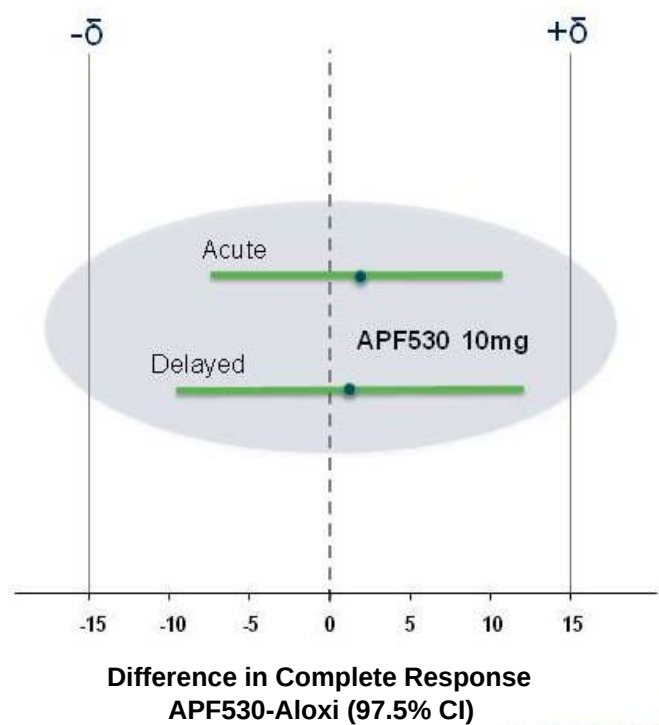 -δ̄ +δ̄
Acute
APF530 10mg
Delayed
-15 -10 -5 0 5 10 15
Difference in Complete Response
APF530-Aloxi (97.5% CI)